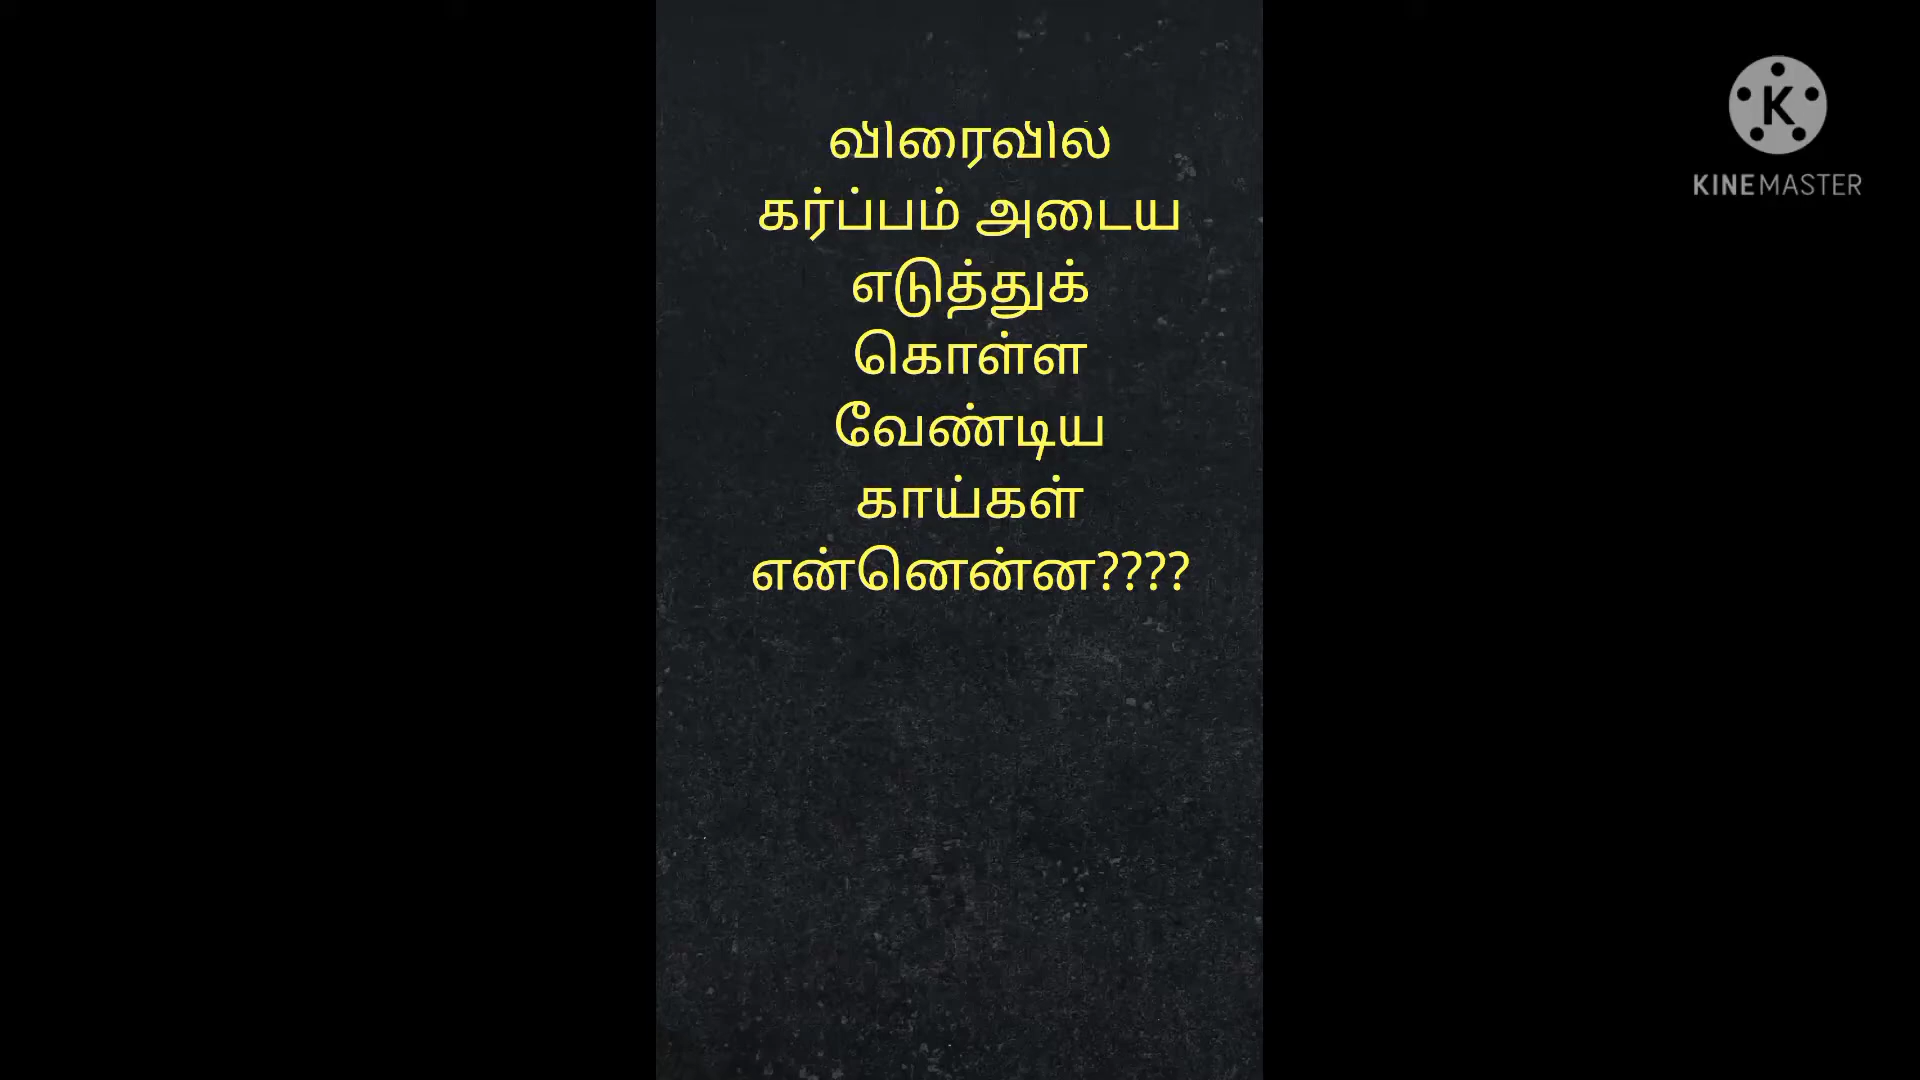 விரைவில்
கர்ப்பம் அடைய
எடுத்துக்
கொள்ள
வேண்டிய
காய்கள்
என்னென்ன????
KINEMASTER